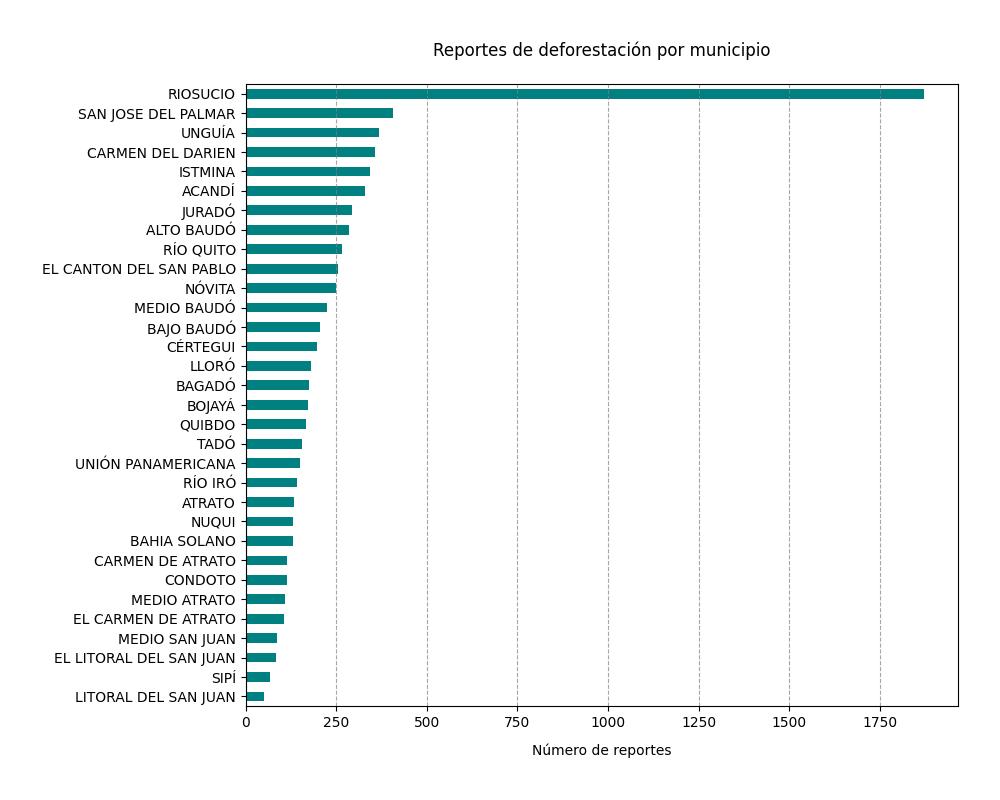 Reportes de deforestación por municipio
RIOSUCIO
SAN JOSE DEL PALMAR
UNGUÍA
CARMEN DEL DARIEN
ISTMINA
ACANDÍ
JURADÓ
ALTO BAUDÓ
RÍO QUITO
EL CANTON DEL SAN PABLO
NÓVITA
MEDIO BAUDÓ
BAJO BAUDÓ
CÉRTEGUI
LLORÓ
BAGADÓ
BOJAYÁ
QUIBDO
TADÓ
UNIÓN PANAMERICANA
RÍO IRÓ
ATRATO
NUQUI
BAHIA SOLANO
CARMEN DE ATRATO
CONDOTO
MEDIO ATRATO
EL CARMEN DE ATRATO
MEDIO SAN JUAN
EL LITORAL DEL SAN JUAN
SIPÍ
LITORAL DEL SAN JUAN
0 250 500 750 1000 1250 1500 1750
Número de reportes